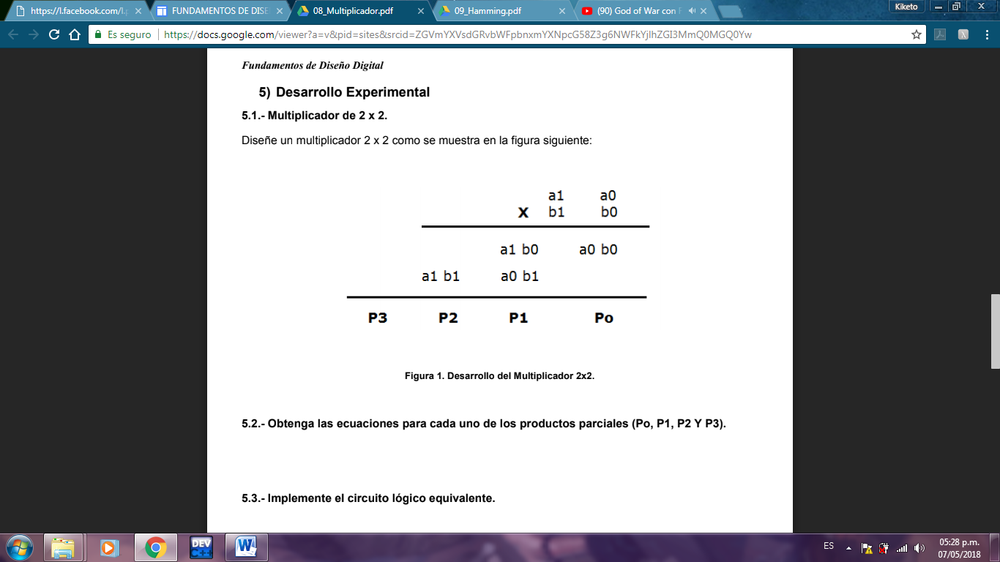 https://l.facebook.com/l.p
FUNDAMENTOS DE DISE
08_Multiplicador.pdf
09_Hamming.pdf
(90) God of War con F
Kiketo
Es seguro
https://docs.google.com/viewer?a=v&pid=sites&srcid=ZGVmYXVsdGRvbWFpbnxmYXNpcG58Z3g6NWFkYjlhZGI3MmQ0MGQ0Yw
Fundamentos de Diseño Digital
5) Desarrollo Experimental
5.1.- Multiplicador de 2 x 2.
Diseñe un multiplicador 2 x 2 como se muestra en la figura siguiente:
a1 a0
X b1 b0
a1 b0 a0 b0
a1 b1 a0 b1
P3 P2 P1 Po
Figura 1. Desarrollo del Multiplicador 2x2.
5.2.- Obtenga las ecuaciones para cada uno de los productos parciales (Po, P1, P2 Y P3).
5.3.- Implemente el circuito lógico equivalente.
DEV
C++
W
ES
05:28 p.m.
07/05/2018